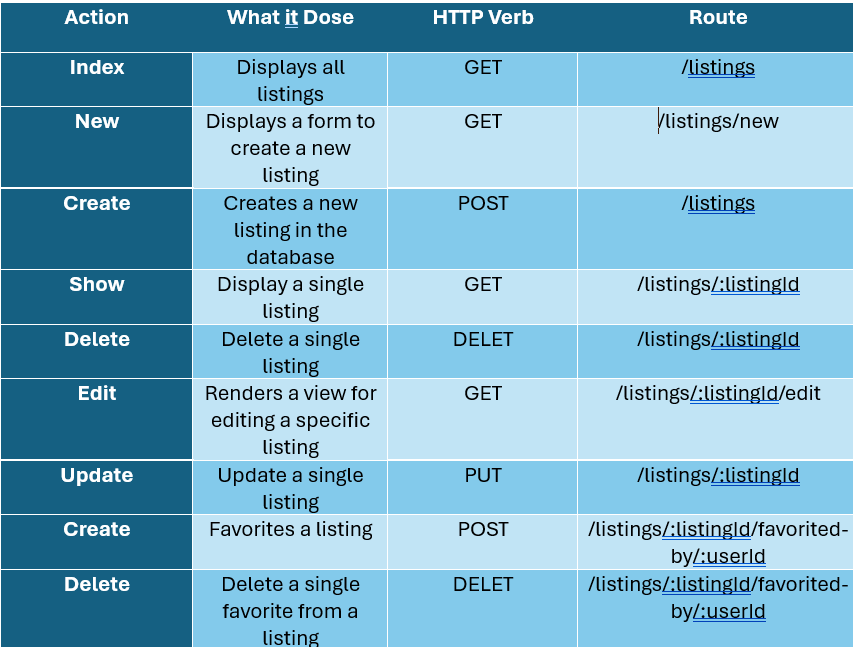 Action What it Dose HTTP Verb Route
Index Displays all GET /listings
listings
New Displays a form to GET /listings/new
create a new
listing
Create Creates a new POST /listings
listing in the
database
Show Display a single GET /listings/:listingId
listing
Delete Delete a single DELET /listings/:listingId
listing
Edit Renders a view for GET /listings/:listingId/edit
editing a specific
listing
Update Update a single PUT /listings/:listingId
listing
Create Favorites a listing POST /listings/:listingId/favorited-
by/:userId
Delete Delete a single DELET /listings/:listingId/favorited-
favorite from a by/:userId
listing